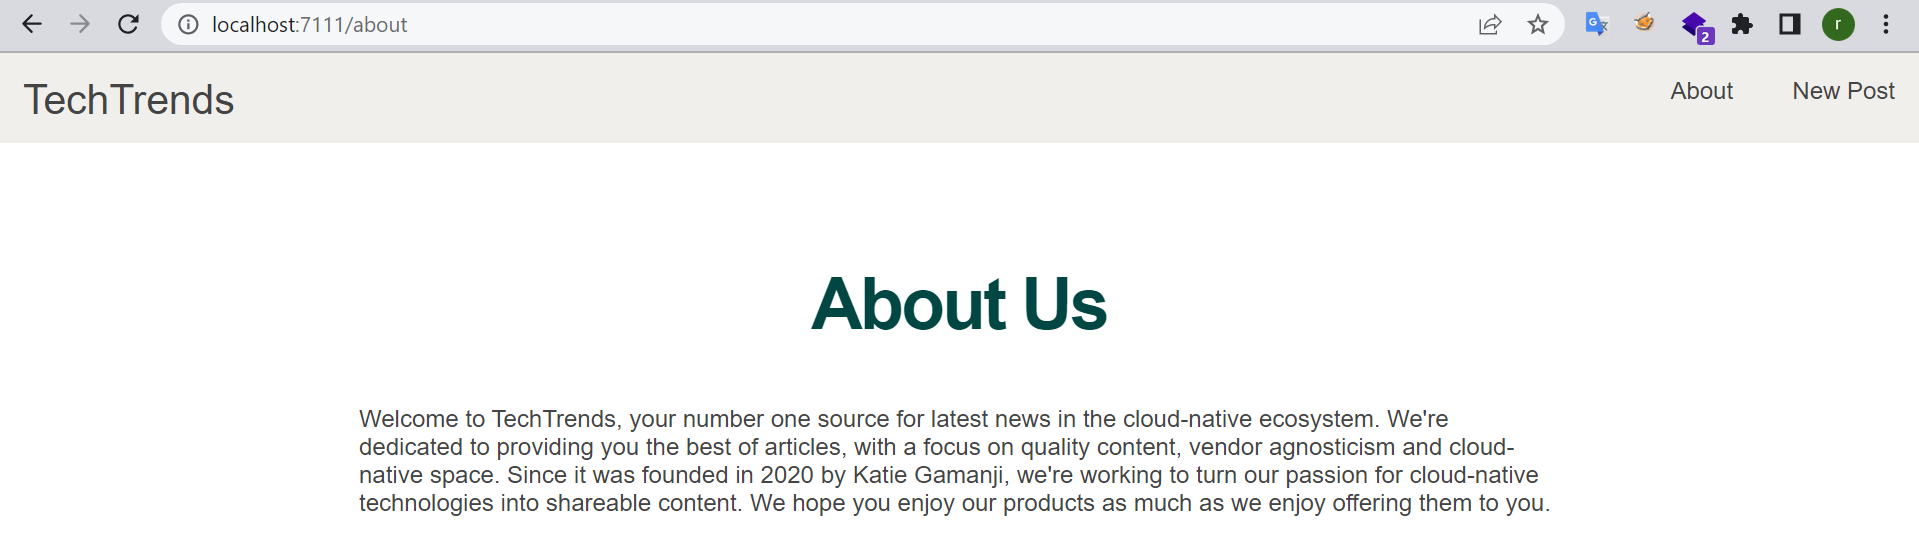 localhost:7111/about
2
r
TechTrends
About
New Post
About Us
Welcome to TechTrends, your number one source for latest news in the cloud-native ecosystem. We're
dedicated to providing you the best of articles, with a focus on quality content, vendor agnosticism and cloud-
native space. Since it was founded in 2020 by Katie Gamanji, we're working to turn our passion for cloud-native
technologies into shareable content. We hope you enjoy our products as much as we enjoy offering them to you.